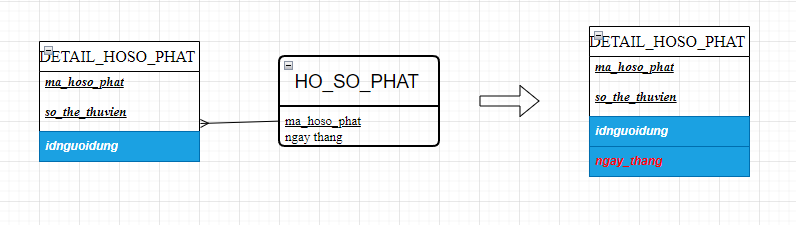 DETAIL_HOSO_PHAT
ma_hoso_phat
so_the_thuvien
idnguoidung
HO_SO_PHAT
ma_hoso_phat
ngay thang
DETAIL_HOSO_PHAT
ma_hoso_phat
so_the_thuvien
idnguoidung
ngay_thang